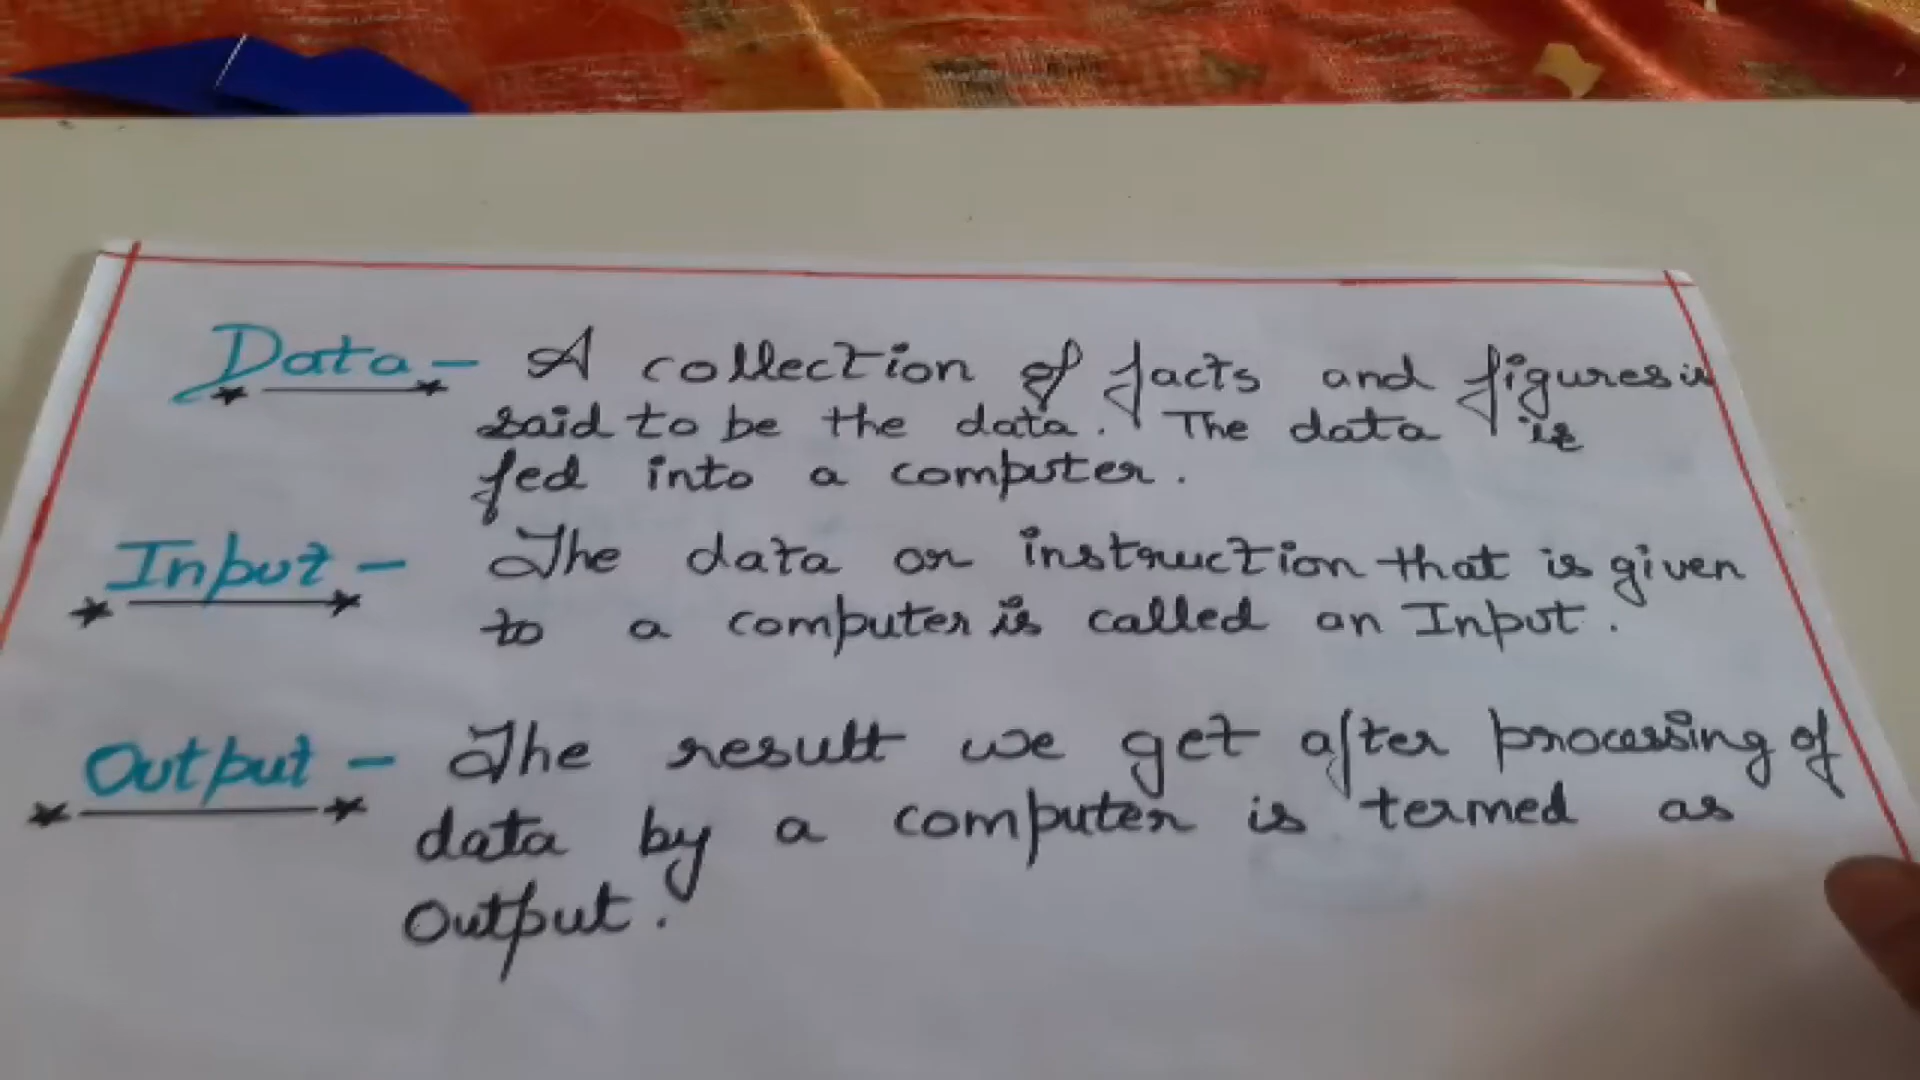 Data - A collection of facts and figures is
said to be the data. The data is
fed into a computer.
Input - The data or instruction that is given
to a computer is called an Input.
Output - The result we get after processing of
data by a computer is termed as
Output.